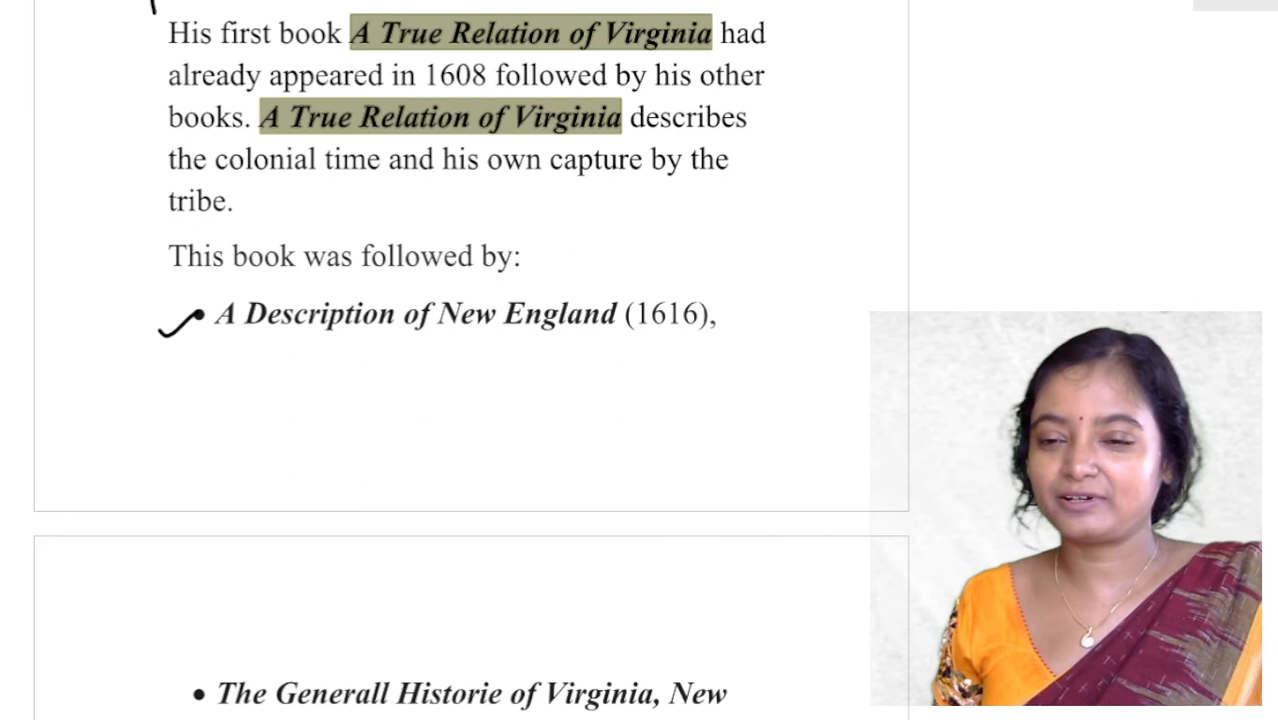 His first book A True Relation of Virginia had
already appeared in 1608 followed by his other
books. A True Relation of Virginia describes
the colonial time and his own capture by the
tribe.
This book was followed by:
• A Description of New England (1616),
• The Generall Historie of Virginia, New